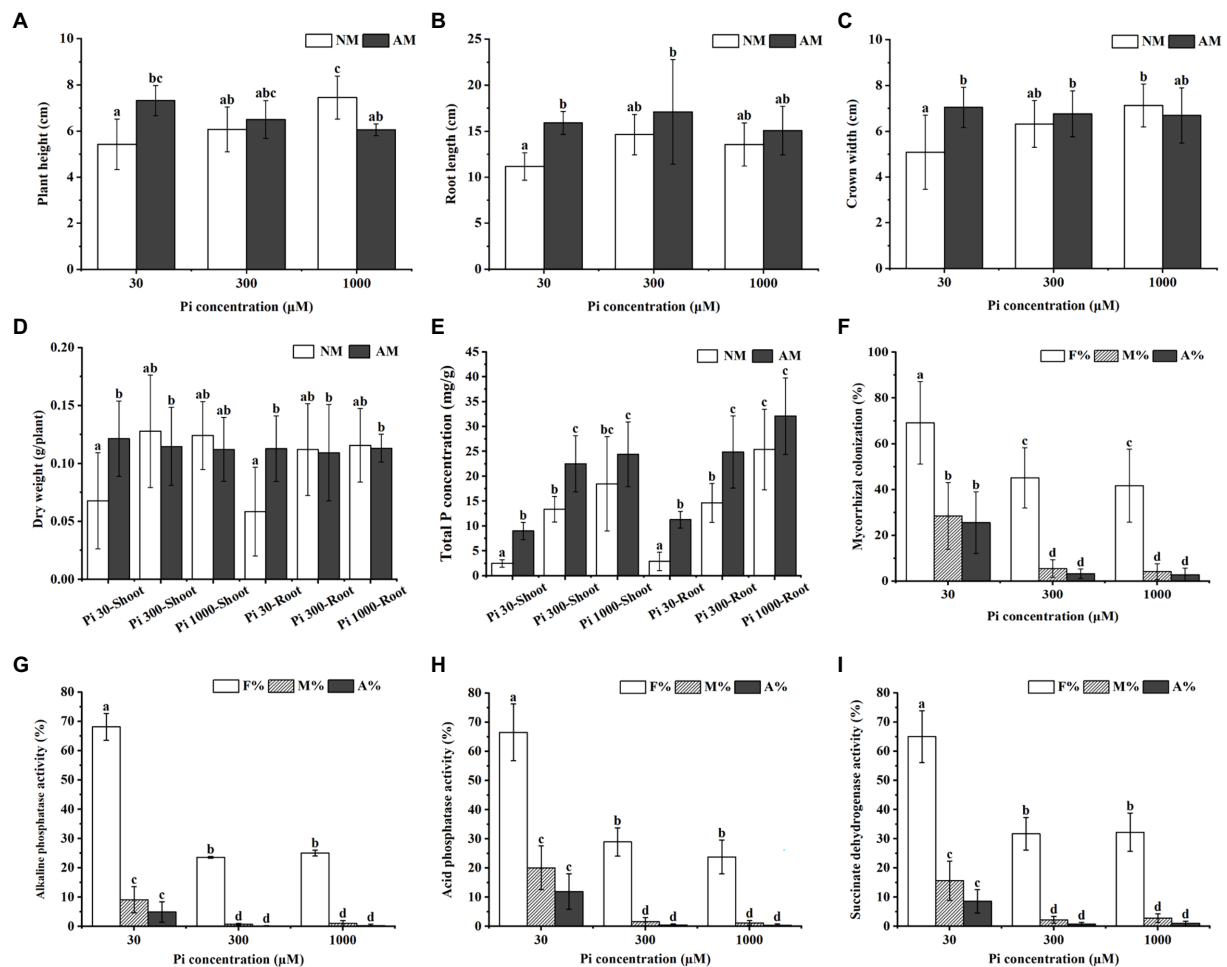 A
NM AM
Plant height (cm)
10
8
6
4
2
0
a bc ab abc c ab
30 300 1000
Pi concentration (μM)
B
NM AM
Root length (cm)
25
20
15
10
5
0
a b ab b ab ab
30 300 1000
Pi concentration (μM)
C
NM AM
Crown width (cm)
10
8
6
4
2
0
a b ab b b ab
30 300 1000
Pi concentration (μM)
D
NM AM
Dry weight (g/plant)
0.20
0.15
0.10
0.05
0.00
a b ab b ab ab a b ab b ab b
Pi 30-Shoot
Pi 300-Shoot
Pi 1000-Shoot
Pi 30-Root
Pi 300-Root
Pi 1000-Root
E
NM AM
Total P concentration (mg/g)
45
40
35
30
25
20
15
10
5
0
a b b c bc c a b b c c c
Pi 30-Shoot
Pi 300-Shoot
Pi 1000-Shoot
Pi 30-Root
Pi 300-Root
Pi 1000-Root
F
F% M% A%
Mycorrhizal colonization (%)
100
80
60
40
20
0
a b b c d d c d d
30 300 1000
Pi concentration (μM)
G
F% M% A%
Alkaline phosphatase activity (%)
80
70
60
50
40
30
20
10
0
a c c b d d b d d
30 300 1000
Pi concentration (μM)
H
F% M% A%
Acid phosphatase activity (%)
80
70
60
50
40
30
20
10
0
a c c b d d b d d
30 300 1000
Pi concentration (μM)
I
F% M% A%
Succinate dehydrogenase activity (%)
80
70
60
50
40
30
20
10
0
a c c b d d b d d
30 300 1000
Pi concentration (μM)